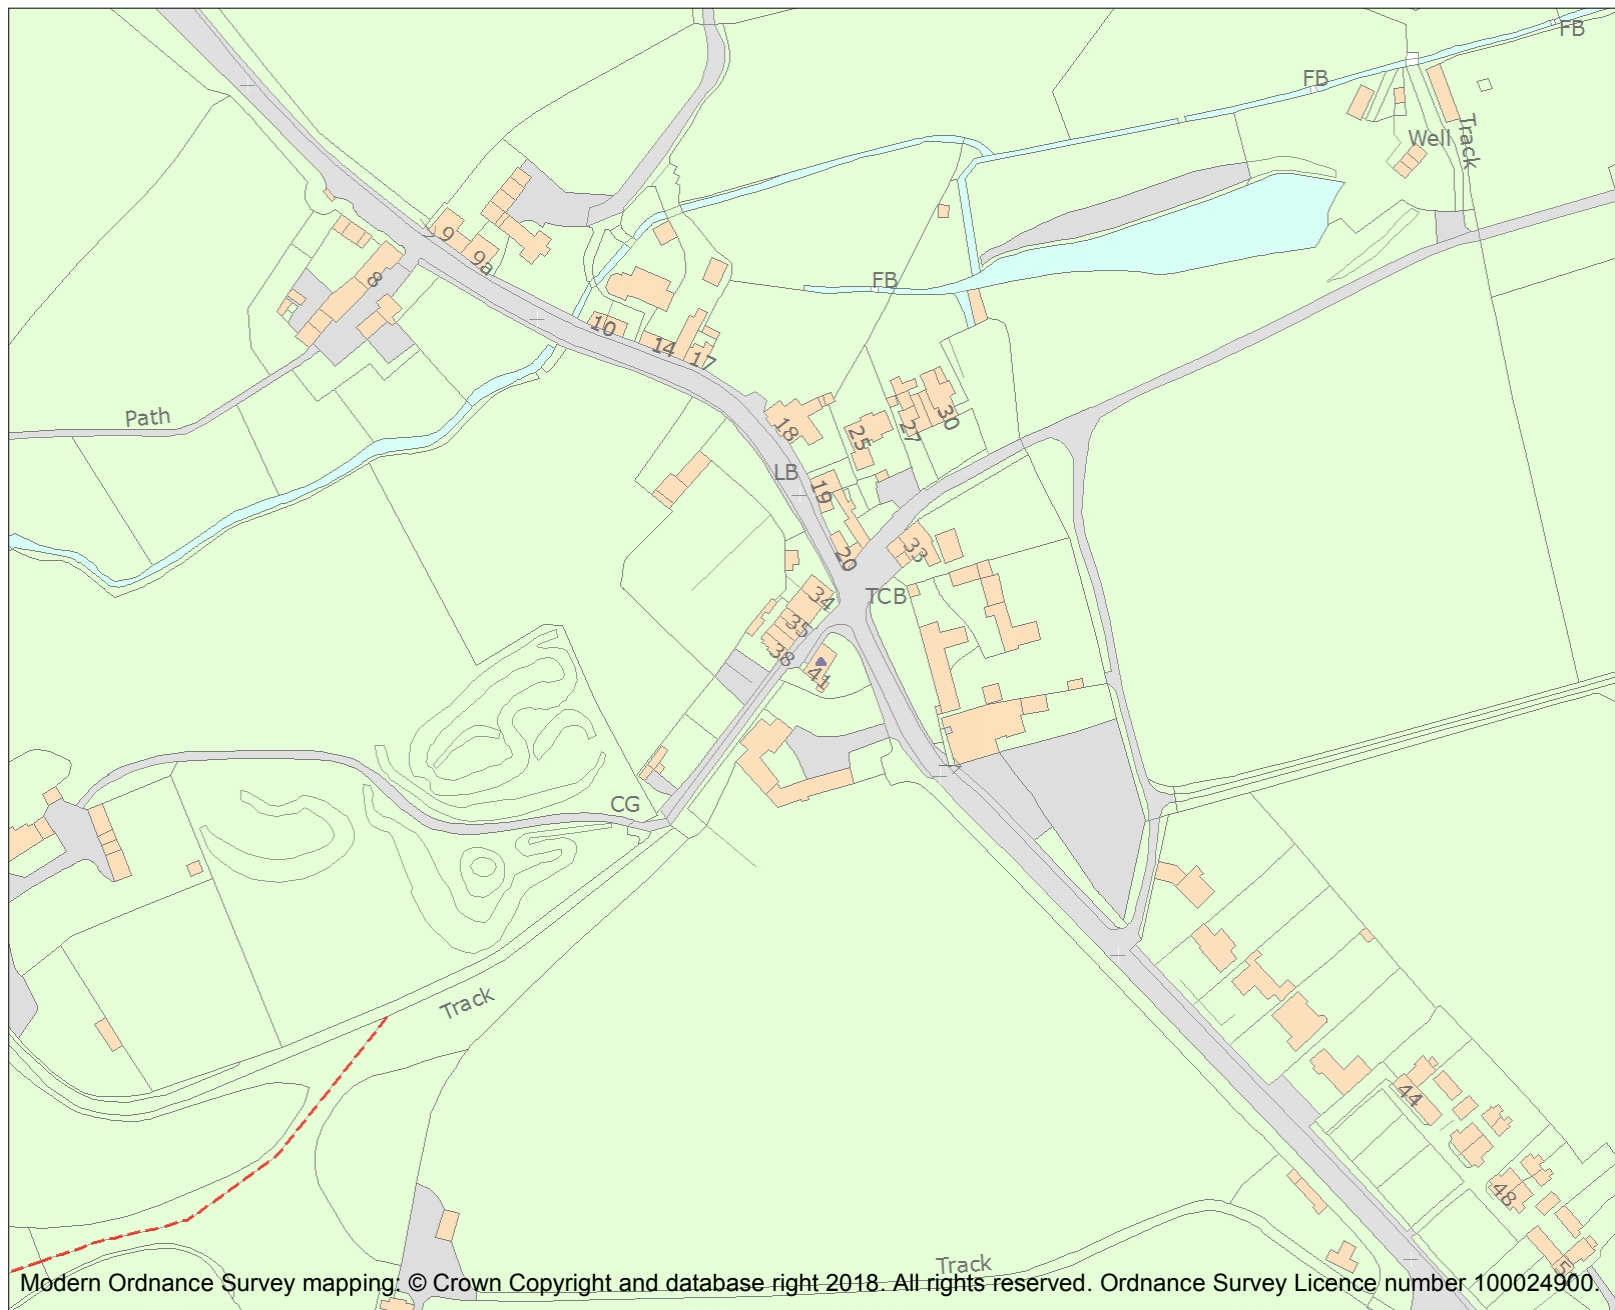 FB
FB
Track
Well
9
9a
8
FB
10
14
17
Path
18
25
27
30
LB
19
20
33
34
TCB
35
38
41
CG
Track
44
48
Track
Modern Ordnance Survey mapping: © Crown Copyright and database right 2018. All rights reserved. Ordnance Survey Licence number 100024900.